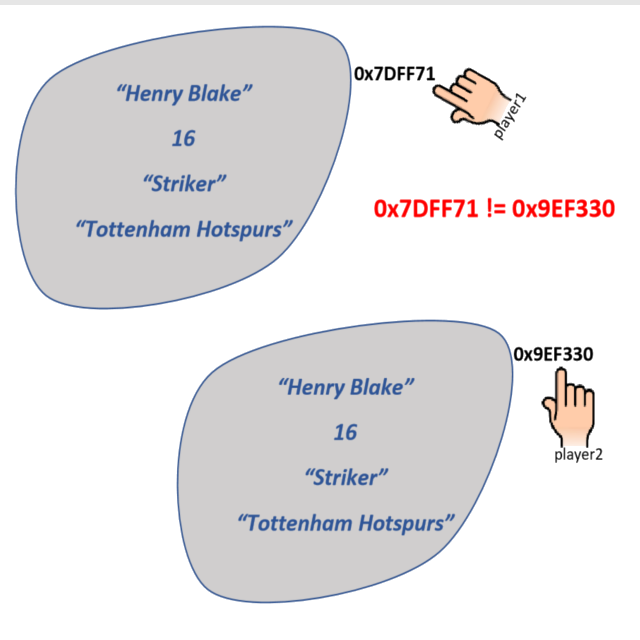 0x7DFF71
player1
“Henry Blake”
16
“Striker”
“Tottenham Hotspurs”
0x7DFF71 != 0x9EF330
0x9EF330
player2
“Henry Blake”
16
“Striker”
“Tottenham Hotspurs”